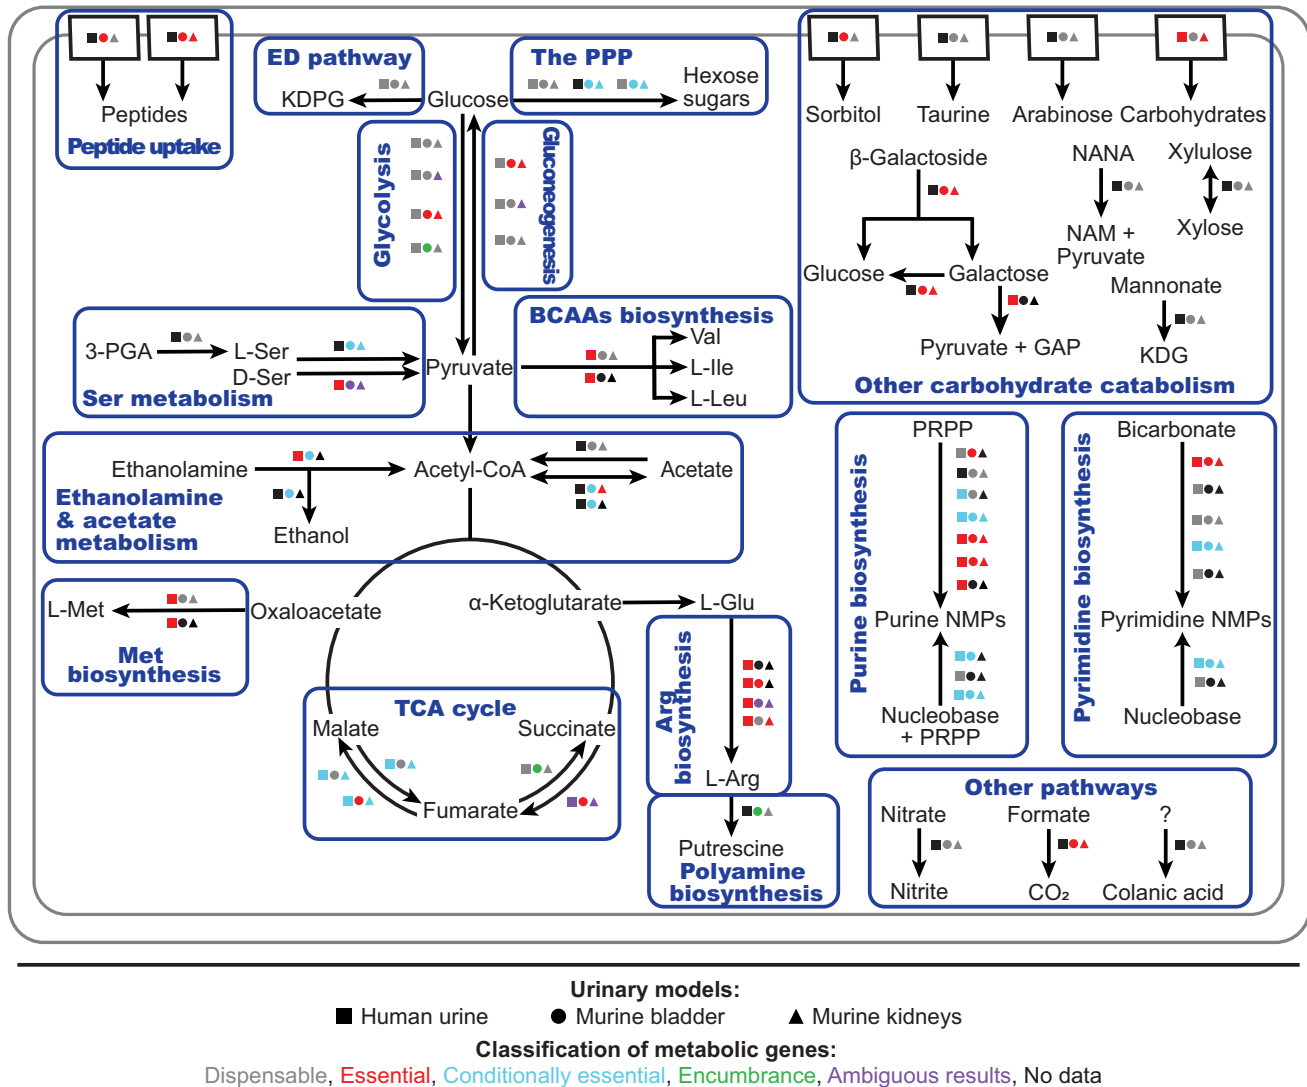 Peptides
Peptide uptake
ED pathway
KDPG
Glucose
The PPP
Hexose
sugars
Glycolysis
Gluconeogenesis
Sorbitol
Taurine
Arabinose
Carbohydrates
β-Galactoside
NANA
Xylulose
NAM +
Pyruvate
Xylose
Glucose
Galactose
Mannonate
Pyruvate + GAP
KDG
Other carbohydrate catabolism
3-PGA
L-Ser
D-Ser
Ser metabolism
Pyruvate
BCAAs biosynthesis
Val
L-Ile
L-Leu
Ethanolamine
Acetyl-CoA
Acetate
Ethanol
Ethanolamine
& acetate
metabolism
L-Met
Oxaloacetate
Met
biosynthesis
α-Ketoglutarate
L-Glu
TCA cycle
Malate
Succinate
Fumarate
Arg
biosynthesis
L-Arg
Putrescine
Polyamine
biosynthesis
Purine biosynthesis
PRPP
Purine NMPs
Nucleobase
+ PRPP
Pyrimidine biosynthesis
Bicarbonate
Pyrimidine NMPs
Nucleobase
Other pathways
Nitrate
Formate
?
Nitrite
CO₂
Colanic acid
Urinary models:
Human urine
Murine bladder
Murine kidneys
Classification of metabolic genes:
Dispensable, Essential, Conditionally essential, Encumbrance, Ambiguous results, No data